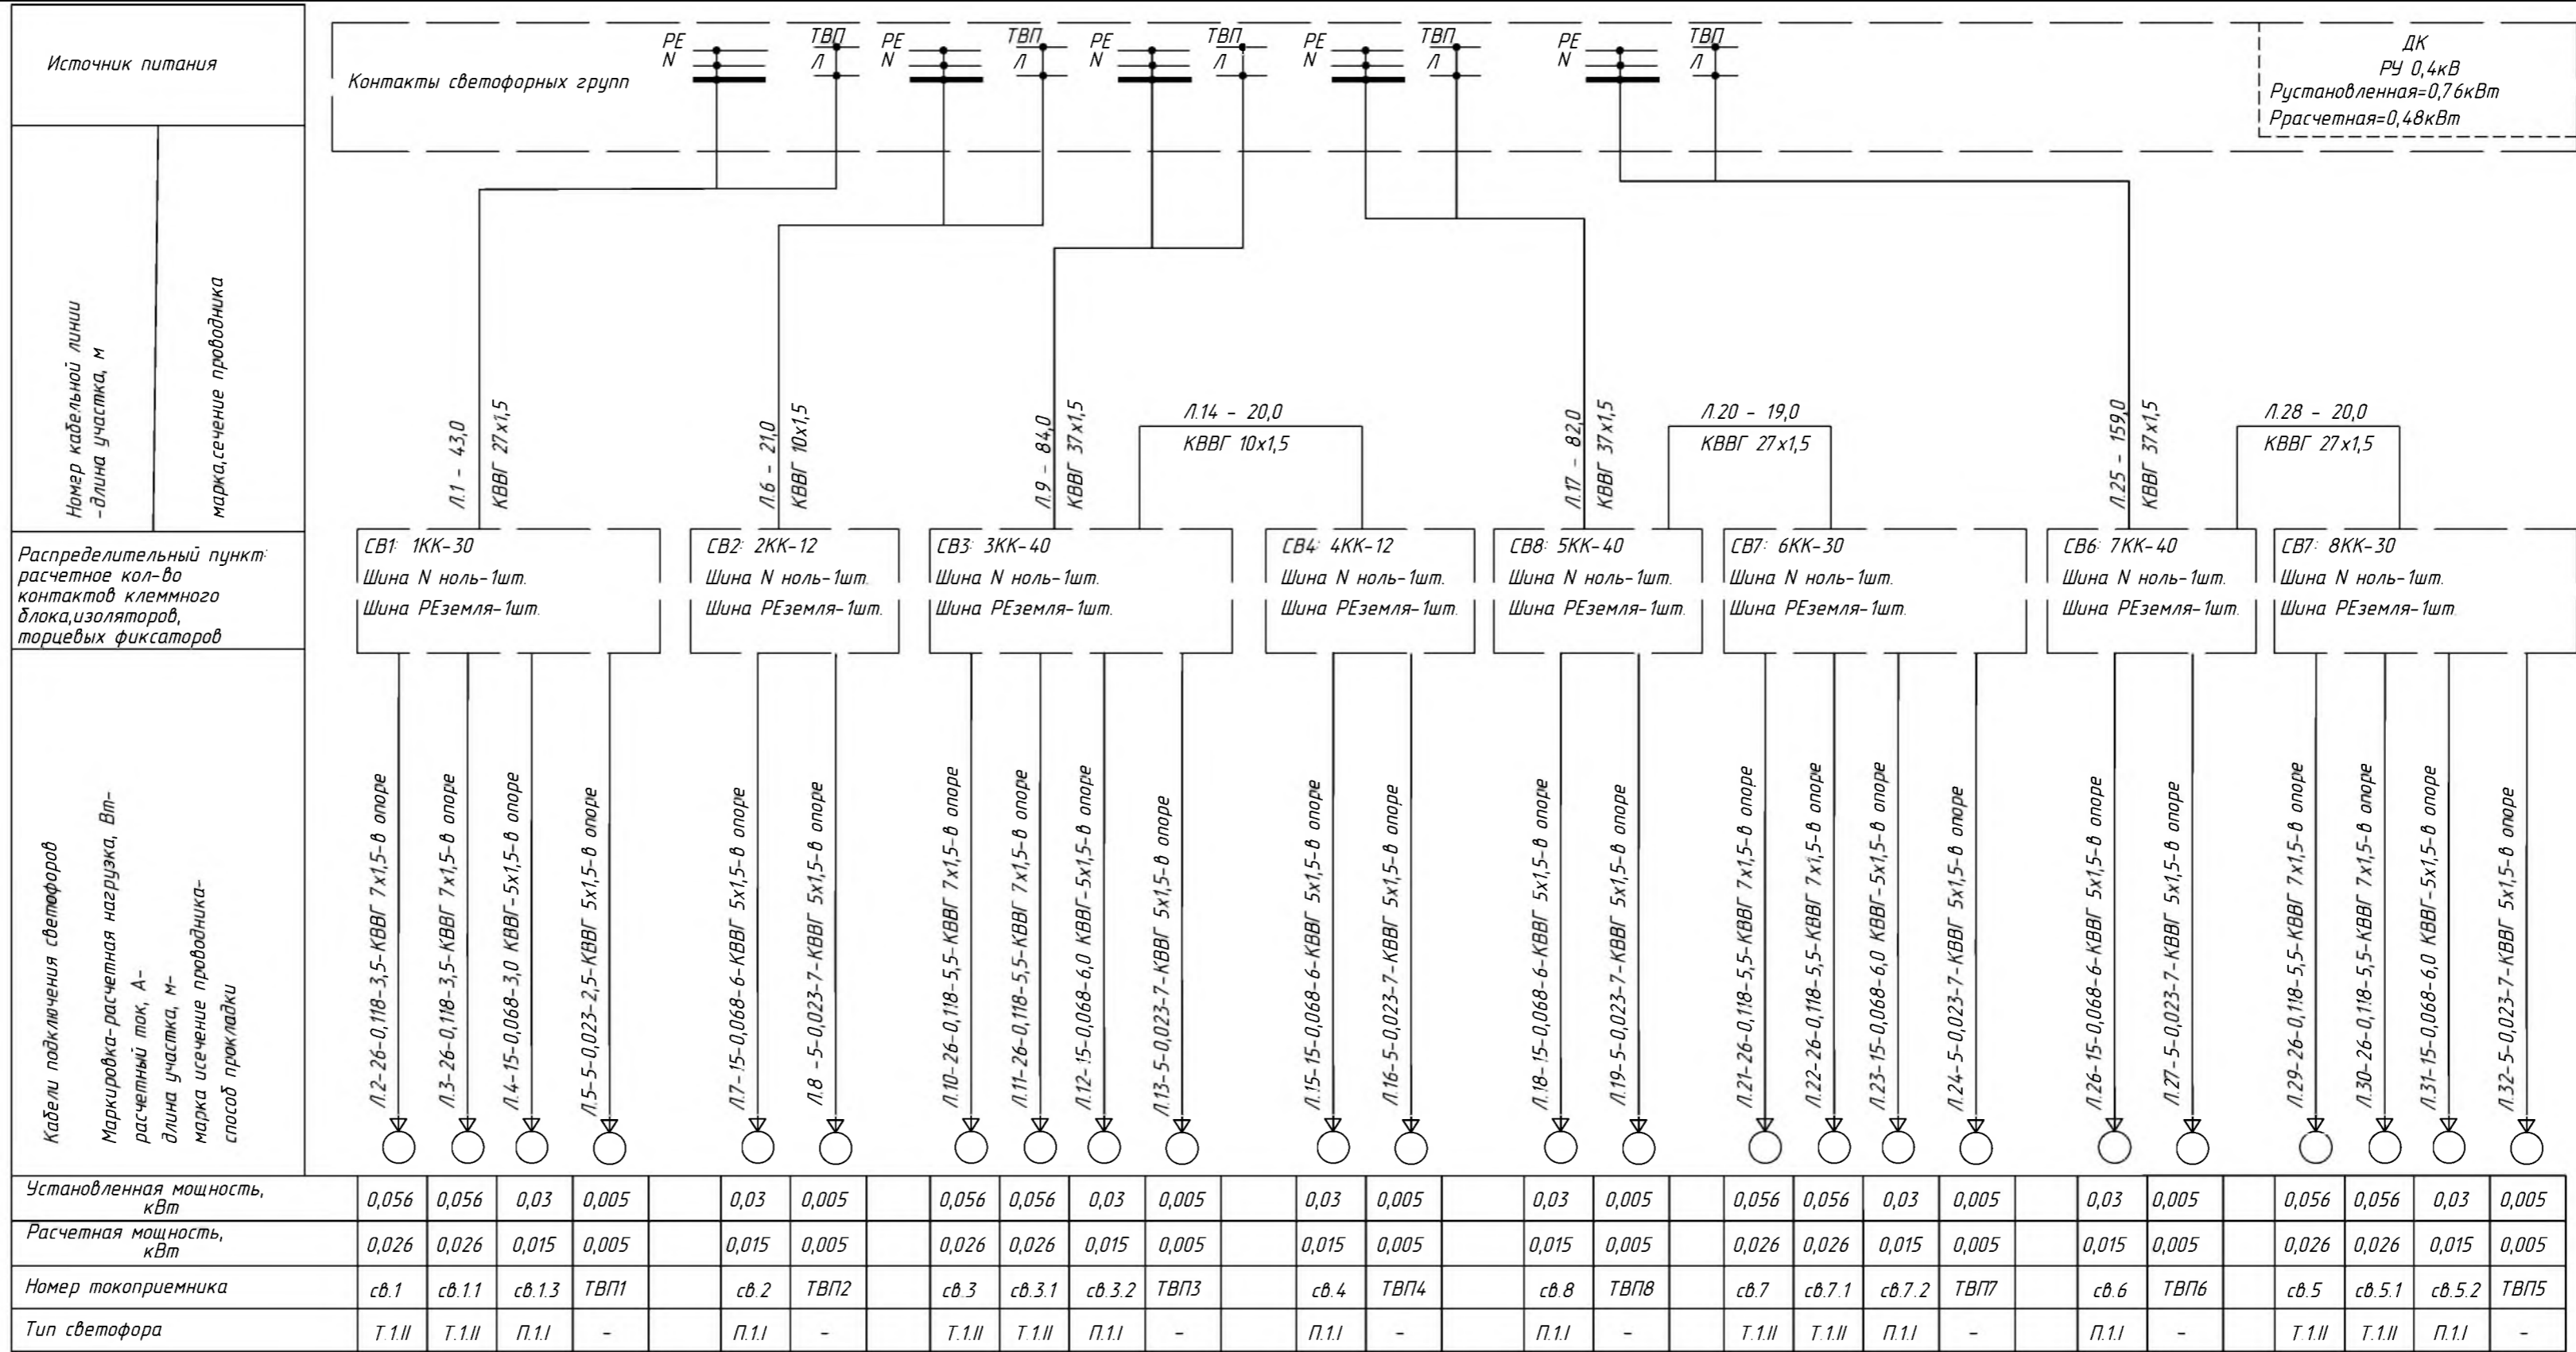 Источник питания
Контакты светофорных групп
PE
N
ТВП
Л
PE
N
ТВП
Л
PE
N
ТВП
Л
PE
N
ТВП
Л
PE
N
ТВП
Л
ДК
РУ 0,4кВ
Рустановленная=0,76кВт
Ррасчетная=0,48кВт
Номер кабельной линии
-длина участка, м
марка,сечение проводника
Л.1 - 43,0
КВВГ 27х1,5
Л.6 - 21,0
КВВГ 10х1,5
Л.9 - 84,0
КВВГ 37х1,5
Л.14 - 20,0
КВВГ 10х1,5
Л.17 - 82,0
КВВГ 37х1,5
Л.20 - 19,0
КВВГ 27х1,5
Л.25 - 159,0
КВВГ 37х1,5
Л.28 - 20,0
КВВГ 27х1,5
Распределительный пункт:
расчетное кол-во
контактов клеммного
блока,изоляторов,
торцевых фиксаторов
СВ1: 1КК-30
Шина N ноль-1шт.
Шина PEземля-1шт.
СВ2: 2КК-12
Шина N ноль-1шт.
Шина PEземля-1шт.
СВ3: 3КК-40
Шина N ноль-1шт.
Шина PEземля-1шт.
СВ4: 4КК-12
Шина N ноль-1шт.
Шина PEземля-1шт.
СВ8: 5КК-40
Шина N ноль-1шт.
Шина PEземля-1шт.
СВ7: 6КК-30
Шина N ноль-1шт.
Шина PEземля-1шт.
СВ6: 7КК-40
Шина N ноль-1шт.
Шина PEземля-1шт.
СВ7: 8КК-30
Шина N ноль-1шт.
Шина PEземля-1шт.
Кабели подключения светофоров
Маркировка-расчетная нагрузка, Вт-
расчетный ток, А-
длина участка, м-
марка исечение проводника-
способ прокладки
Л.2-26-0,118-3,5-КВВГ 7х1,5-в опоре
Л.3-26-0,118-3,5-КВВГ 7х1,5-в опоре
Л.4-15-0,068-3,0 КВВГ-5х1,5-в опоре
Л.5-5-0,023-2,5-КВВГ 5х1,5-в опоре
Л.7-15-0,068-6-КВВГ 5х1,5-в опоре
Л.8 -5-0,023-7-КВВГ 5х1,5-в опоре
Л.10-26-0,118-5,5-КВВГ 7х1,5-в опоре
Л.11-26-0,118-5,5-КВВГ 7х1,5-в опоре
Л.12-15-0,068-6,0 КВВГ-5х1,5-в опоре
Л.13-5-0,023-7-КВВГ 5х1,5-в опоре
Л.15-15-0,068-6-КВВГ 5х1,5-в опоре
Л.16-5-0,023-7-КВВГ 5х1,5-в опоре
Л.18-15-0,068-6-КВВГ 5х1,5-в опоре
Л.19-5-0,023-7-КВВГ 5х1,5-в опоре
Л.21-26-0,118-5,5-КВВГ 7х1,5-в опоре
Л.22-26-0,118-5,5-КВВГ 7х1,5-в опоре
Л.23-15-0,068-6,0 КВВГ-5х1,5-в опоре
Л.24-5-0,023-7-КВВГ 5х1,5-в опоре
Л.26-15-0,068-6-КВВГ 5х1,5-в опоре
Л.27-5-0,023-7-КВВГ 5х1,5-в опоре
Л.29-26-0,118-5,5-КВВГ 7х1,5-в опоре
Л.30-26-0,118-5,5-КВВГ 7х1,5-в опоре
Л.31-15-0,068-6,0 КВВГ-5х1,5-в опоре
Л.32-5-0,023-7-КВВГ 5х1,5-в опоре
Установленная мощность,
кВт
0,056 0,056 0,03 0,005 0,03 0,005 0,056 0,056 0,03 0,005 0,03 0,005 0,03 0,005 0,056 0,056 0,03 0,005 0,03 0,005 0,056 0,056 0,03 0,005
Расчетная мощность,
кВт
0,026 0,026 0,015 0,005 0,015 0,005 0,026 0,026 0,015 0,005 0,015 0,005 0,015 0,005 0,026 0,026 0,015 0,005 0,015 0,005 0,026 0,026 0,015 0,005
Номер токоприемника св.1 св.1.1 св.1.3 ТВП1 св.2 ТВП2 св.3 св.3.1 св.3.2 ТВП3 св.4 ТВП4 св.8 ТВП8 св.7 св.7.1 св.7.2 ТВП7 св.6 ТВП6 св.5 св.5.1 св.5.2 ТВП5
Тип светофора Т.1.II Т.1.II П.1.I - П.1.I - Т.1.II Т.1.II П.1.I - П.1.I - П.1.I - Т.1.II Т.1.II П.1.I - П.1.I - Т.1.II Т.1.II П.1.I -